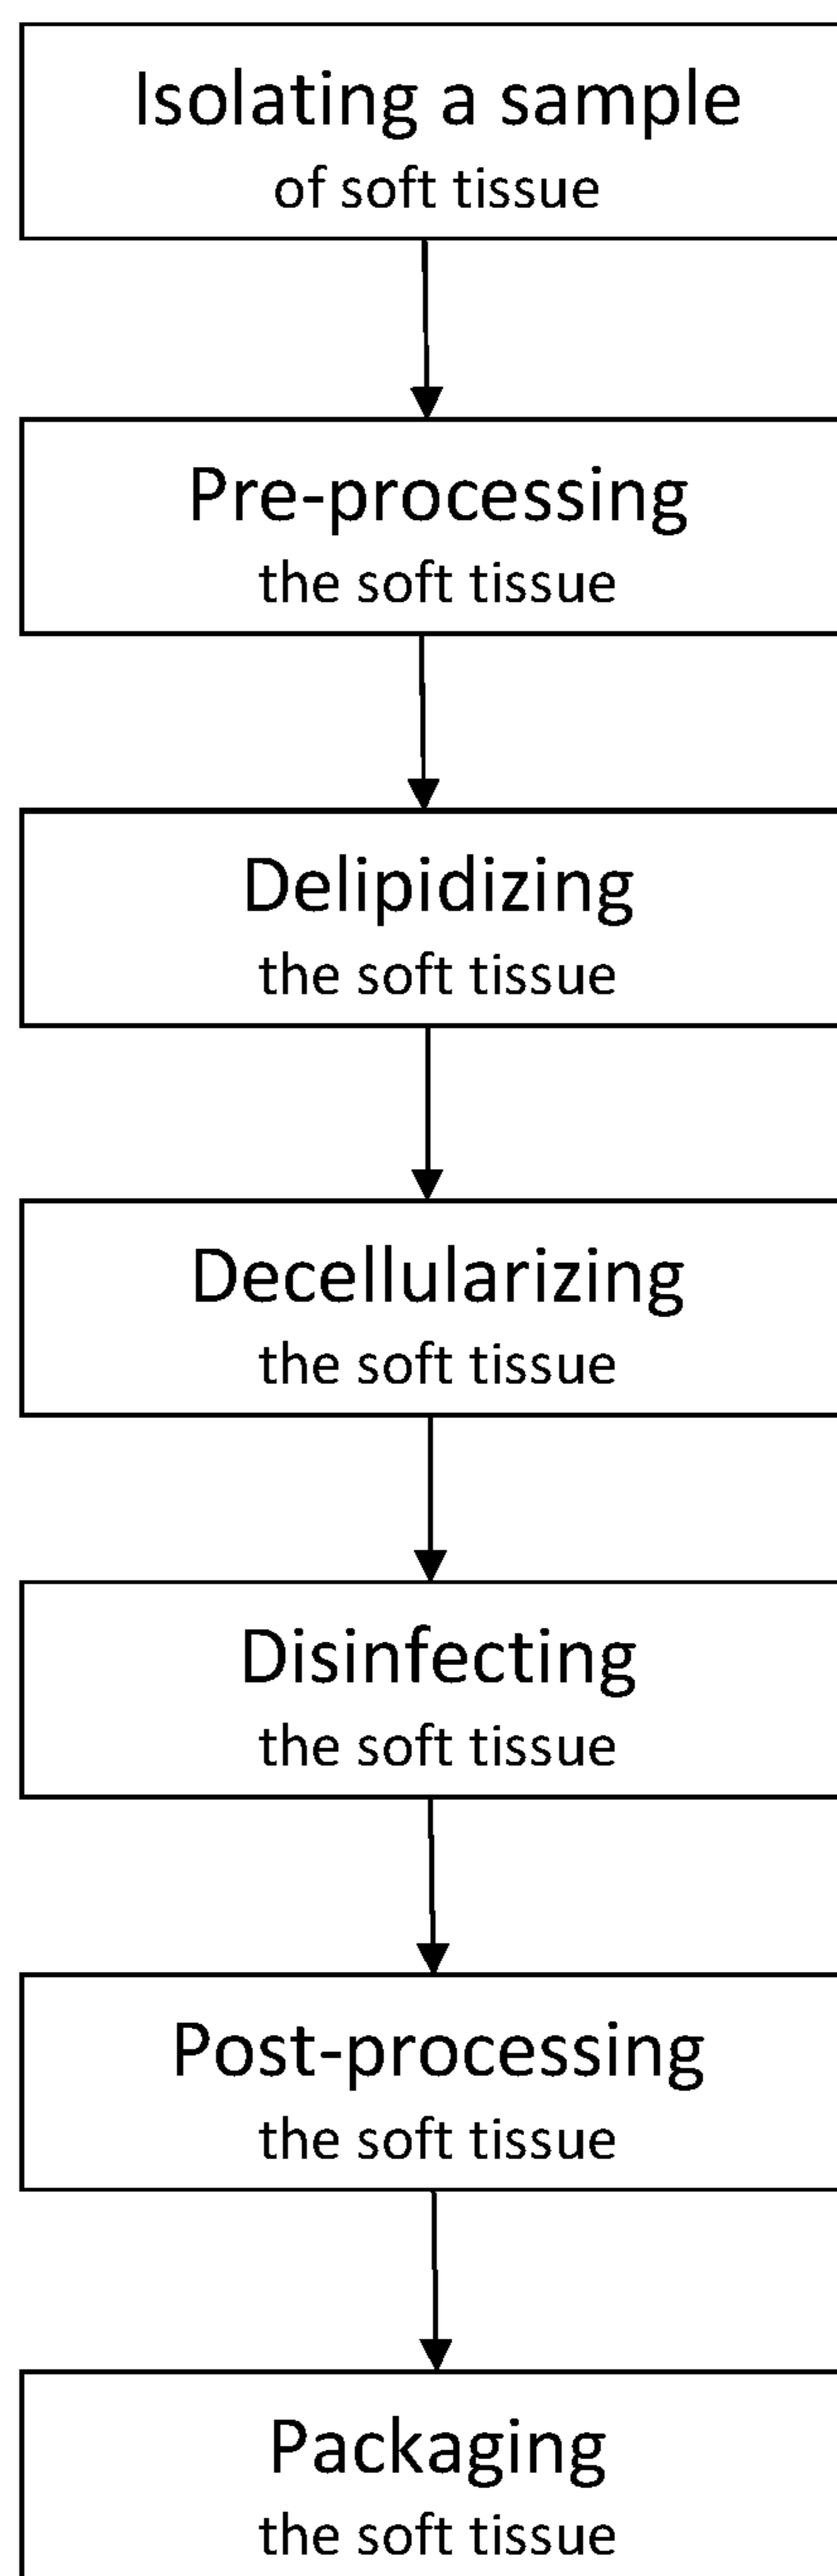 Isolating a sample
of soft tissue
Pre-processing
the soft tissue
Delipidizing
the soft tissue
Decellularizing
the soft tissue
Disinfecting
the soft tissue
Post-processing
the soft tissue
Packaging
the soft tissue